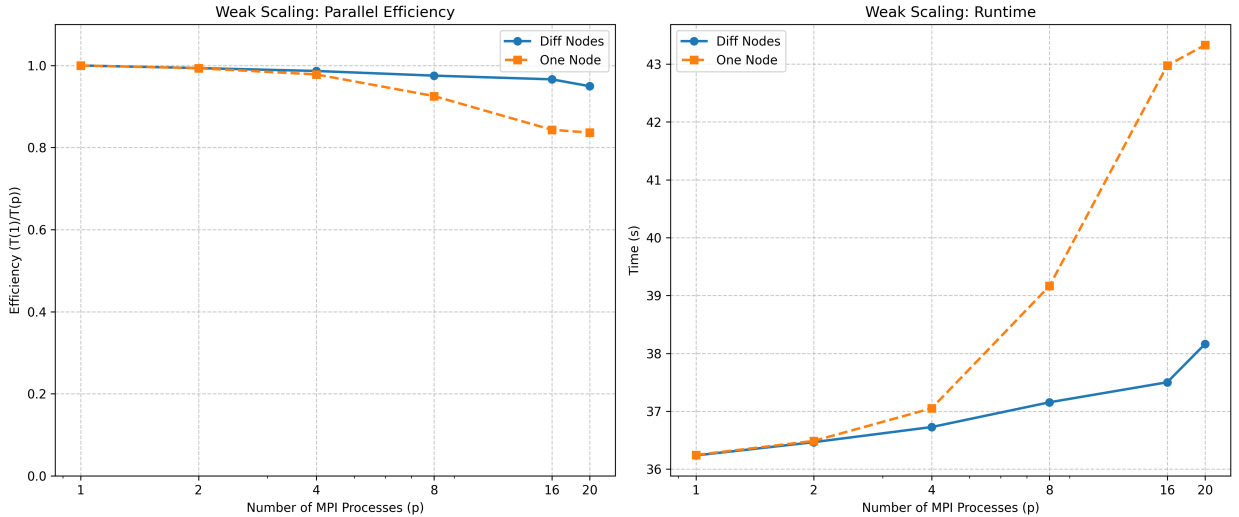 Weak Scaling: Parallel Efficiency
Efficiency (T(1)/T(p))
1.0
0.8
0.6
0.4
0.2
0.0
Diff Nodes
One Node
1 2 4 8 16 20
Number of MPI Processes (p)
Weak Scaling: Runtime
Time (s)
43
42
41
40
39
38
37
36
Diff Nodes
One Node
1 2 4 8 16 20
Number of MPI Processes (p)